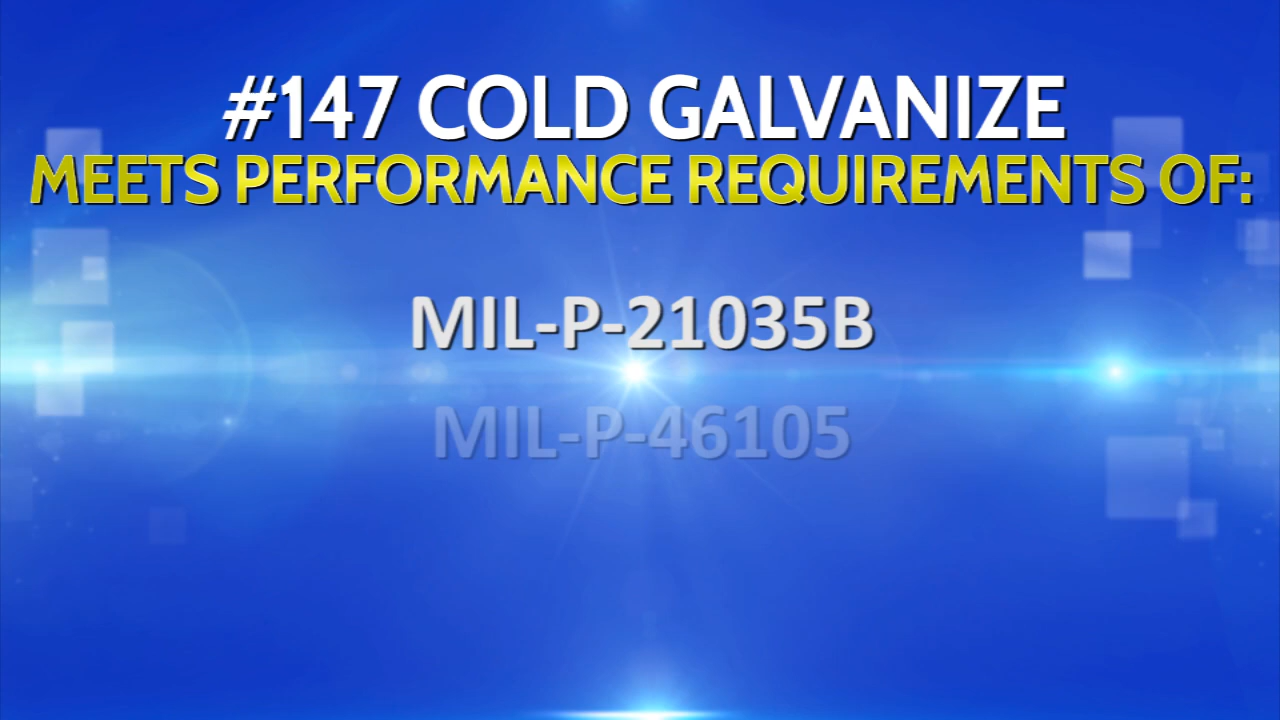 #147 COLD GALVANIZE
MEETS PERFORMANCE REQUIREMENTS OF:
MIL-P-21035B
MIL-P-46105